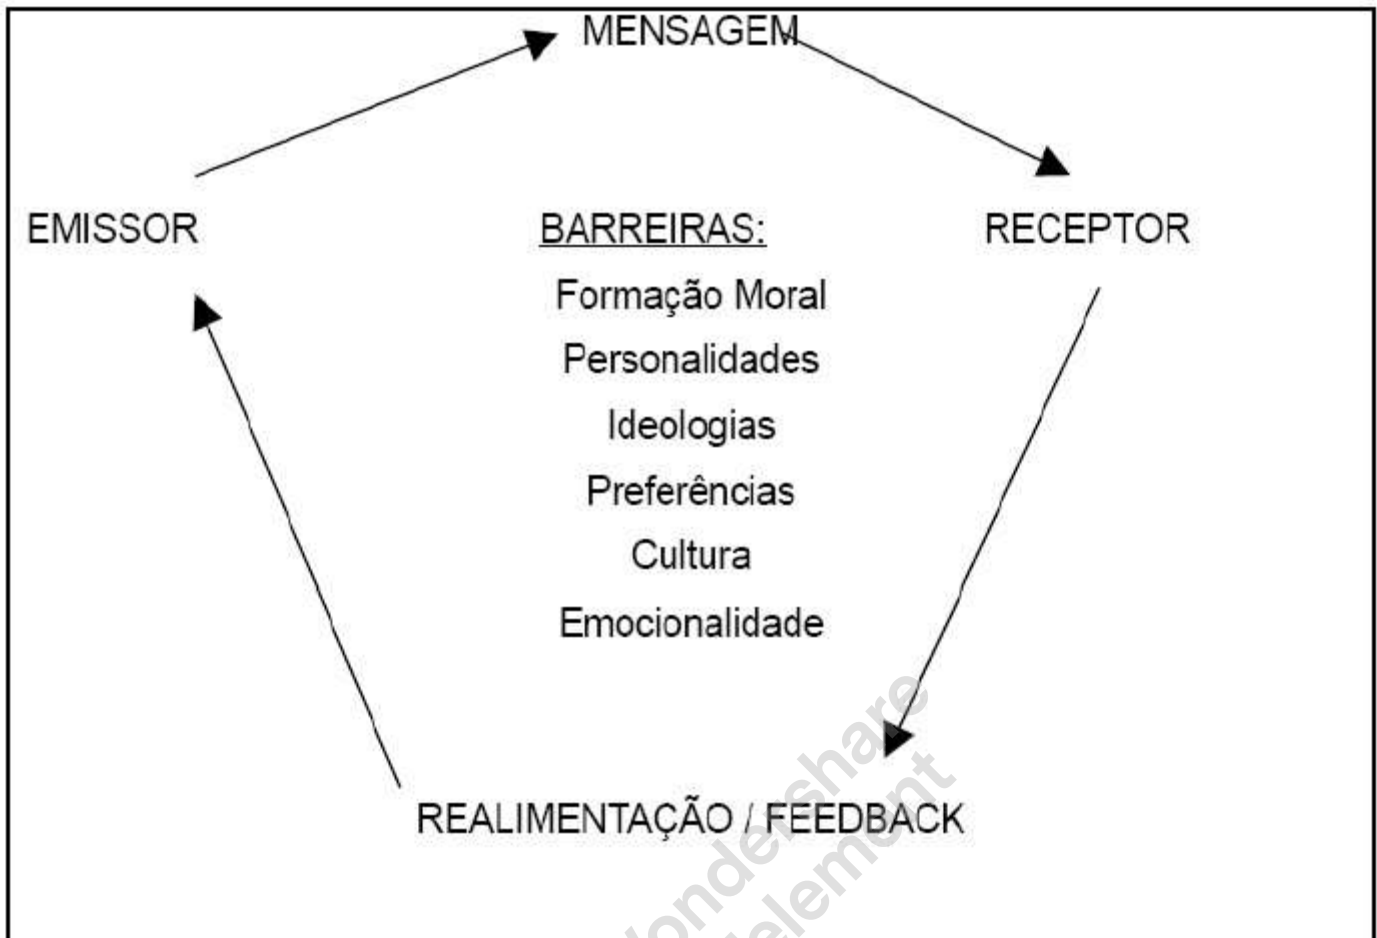 MENSAGEM
EMISSOR
BARREIRAS:
RECEPTOR
Formação Moral
Personalidades
Ideologias
Preferências
Cultura
Emocionalidade
REALIMENTAÇÃO / FEEDBACK